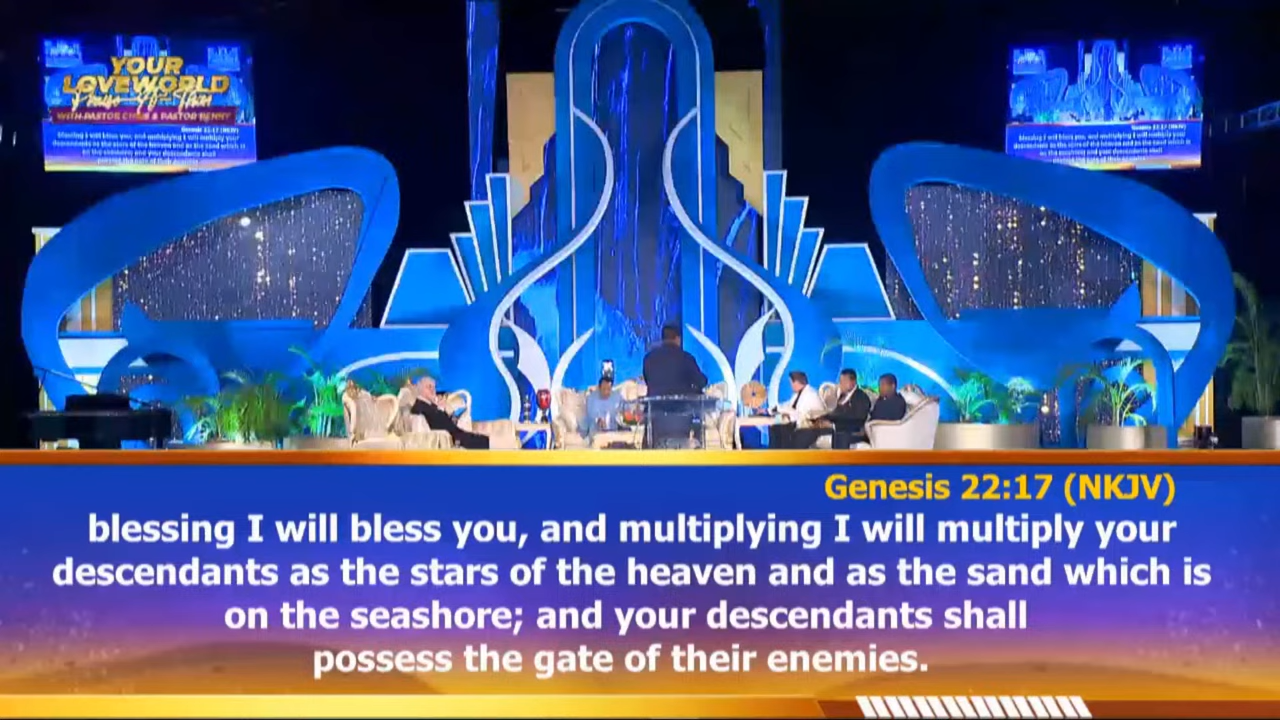 YOUR
LOVEWORLD
Praise-A-Thon
WITH PASTOR CHRIS & PASTOR BENNY
Genesis 22:17 (NKJV)
blessing I will bless you, and multiplying I will multiply your
descendants as the stars of the heaven and as the sand which is
on the seashore; and your descendants shall
possess the gate of their enemies.